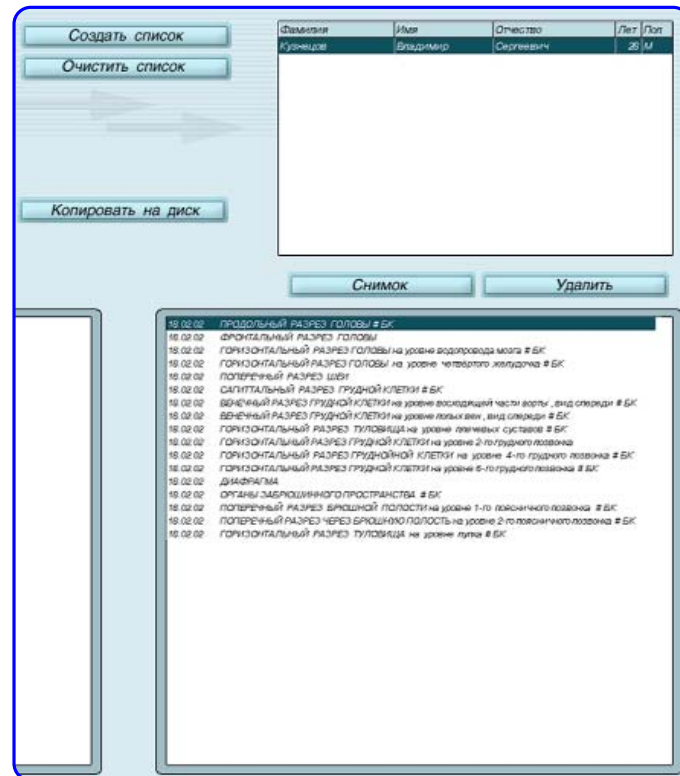 Создать список
Очистить список
Копировать на диск
Фамилия Имя Отчество Лет Пол
Кузнецов Владимир Сергеевич 26 М
Снимок Удалить
18.02.02 ПРОДОЛЬНЫЙ РАЗРЕЗ ГОЛОВЫ # БК
18.02.02 ФРОНТАЛЬНЫЙ РАЗРЕЗ ГОЛОВЫ
18.02.02 ГОРИЗОНТАЛЬНЫЙ РАЗРЕЗ ГОЛОВЫ на уровне водопровода мозга # БК
18.02.02 ГОРИЗОНТАЛЬНЫЙ РАЗРЕЗ ГОЛОВЫ на уровне четвёртого желудочка # БК
18.02.02 ПОПЕРЕЧНЫЙ РАЗРЕЗ ШЕИ
18.02.02 САГИТТАЛЬНЫЙ РАЗРЕЗ ГРУДНОЙ КЛЕТКИ # БК
18.02.02 ВЕНЕЧНЫЙ РАЗРЕЗ ГРУДНОЙ КЛЕТКИ на уровне восходящей части аорты , вид спереди # БК
18.02.02 ВЕНЕЧНЫЙ РАЗРЕЗ ГРУДНОЙ КЛЕТКИ на уровне полых вен , вид спереди # БК
18.02.02 ГОРИЗОНТАЛЬНЫЙ РАЗРЕЗ ТУЛОВИЩА на уровне плечевых суставов # БК
18.02.02 ГОРИЗОНТАЛЬНЫЙ РАЗРЕЗ ГРУДНОЙ КЛЕТКИ на уровне 2-го грудного позвонка
18.02.02 ГОРИЗОНТАЛЬНЫЙ РАЗРЕЗ ГРУДНОЙНОЙ КЛЕТКИ на уровне 4-го грудного позвонка # БК
18.02.02 ГОРИЗОНТАЛЬНЫЙ РАЗРЕЗ ГРУДНОЙ КЛЕТКИ на уровне 6-го грудного позвонка # БК
18.02.02 ДИАФРАГМА
18.02.02 ОРГАНЫ ЗАБРЮШИННОГО ПРОСТРАНСТВА # БК
18.02.02 ПОПЕРЕЧНЫЙ РАЗРЕЗ БРЮШНОЙ ПОЛОСТИ на уровне 1-го поясничного позвонка # БК
18.02.02 ПОПЕРЕЧНЫЙ РАЗРЕЗ ЧЕРЕЗ БРЮШНУЮ ПОЛОСТЬ на уровне 2-го поясничного позвонка # БК
18.02.02 ГОРИЗОНТАЛЬНЫЙ РАЗРЕЗ ТУЛОВИЩА на уровне пупка # БК